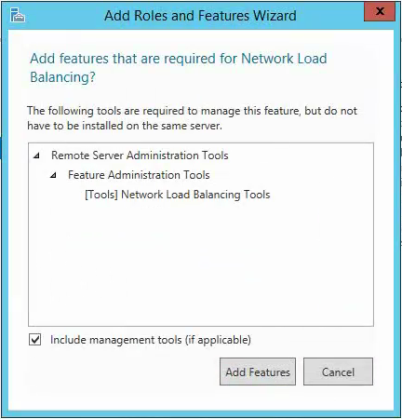 Add Roles and Features Wizard
x
Add features that are required for Network Load
Balancing?
The following tools are required to manage this feature, but do not
have to be installed on the same server.
Remote Server Administration Tools
Feature Administration Tools
[Tools] Network Load Balancing Tools
Include management tools (if applicable)
Add Features
Cancel